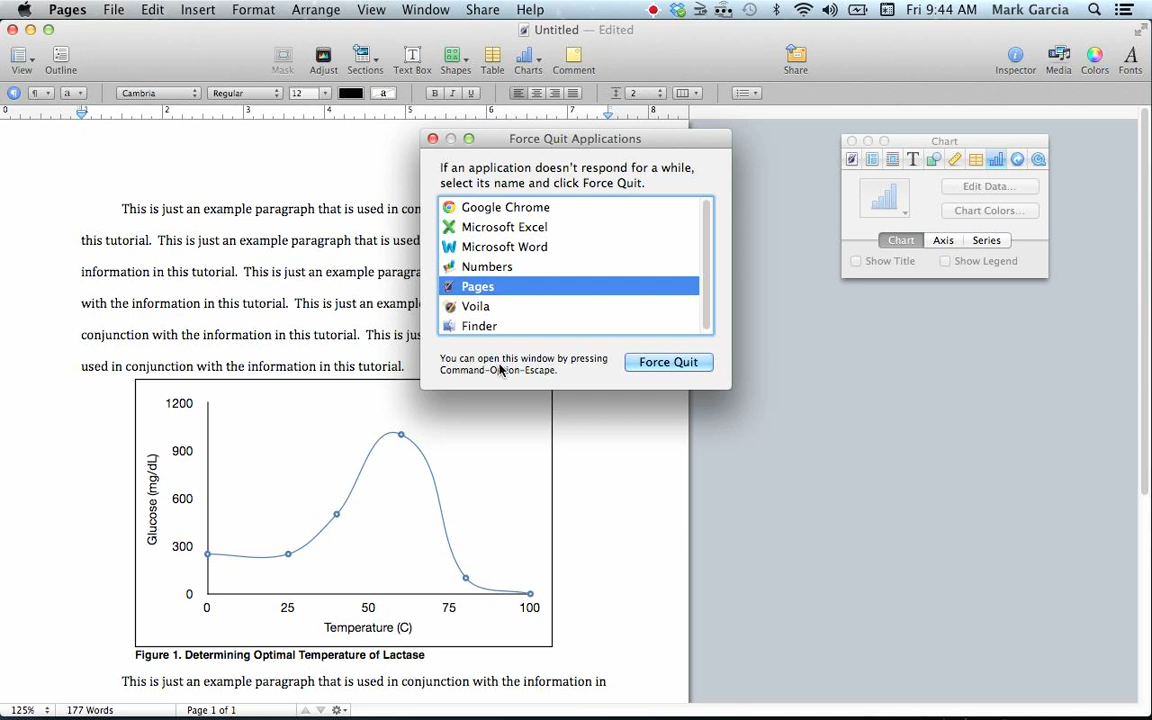 Pages File Edit Insert Format Arrange View Window Share Help Fri 9:44 AM Mark Garcia
Untitled — Edited
View Outline Mask Adjust Sections Text Box Shapes Table Charts Comment Share Inspector Media Colors Fonts
¶ a Cambria Regular 12 a B I U 2
0 1 2 3 4 5 6 7 8
Force Quit Applications
If an application doesn't respond for a while,
select its name and click Force Quit.
Google Chrome
Microsoft Excel
Microsoft Word
Numbers
Pages
Voila
Finder
You can open this window by pressing
Command-Option-Escape.
Force Quit
Chart
T
Edit Data...
Chart Colors...
Chart Axis Series
Show Title Show Legend
This is just an example paragraph that is used in con
this tutorial. This is just an example paragraph that is used
information in this tutorial. This is just an example paragra
with the information in this tutorial. This is just an exampl
conjunction with the information in this tutorial. This is jus
used in conjunction with the information in this tutorial.
1200
900
600
300
0
Glucose (mg/dL)
0 25 50 75 100
Temperature (C)
Figure 1. Determining Optimal Temperature of Lactase
This is just an example paragraph that is used in conjunction with the information in
125% 177 Words Page 1 of 1